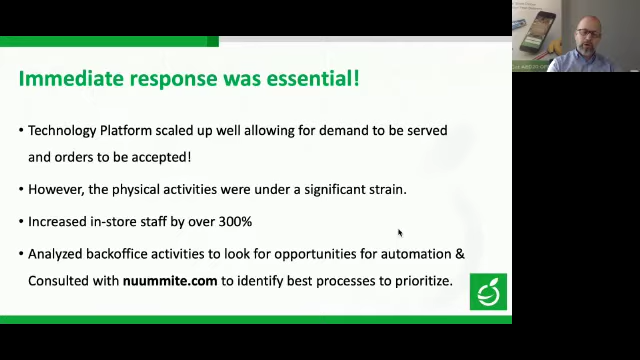 Immediate response was essential!
• Technology Platform scaled up well allowing for demand to be served
and orders to be accepted!
• However, the physical activities were under a significant strain.
• Increased in-store staff by over 300%
• Analyzed backoffice activities to look for opportunities for automation &
Consulted with nuummite.com to identify best processes to prioritize.